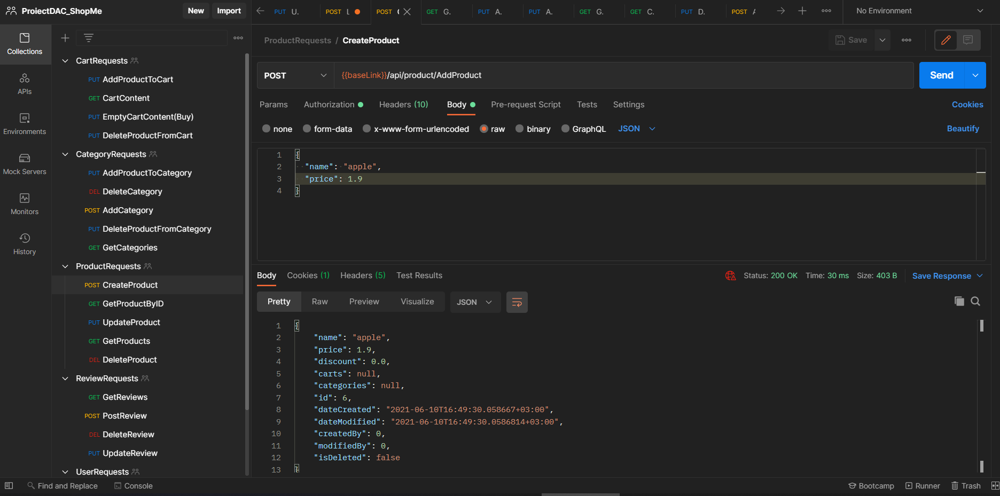 ProiectDAC_ShopMe New Import
PUT U. POST L POST GET G. PUT A. PUT A. GET G. GET C. PUT D. POST No Environment
Collections
APIs
Environments
Mock Servers
Monitors
History
CartRequests
PUT AddProductToCart
GET CartContent
PUT EmptyCartContent(Buy)
PUT DeleteProductFromCart
CategoryRequests
PUT AddProductToCategory
DEL DeleteCategory
POST AddCategory
PUT DeleteProductFromCategory
GET GetCategories
ProductRequests
POST CreateProduct
GET GetProductByID
PUT UpdateProduct
GET GetProducts
DEL DeleteProduct
ReviewRequests
GET GetReviews
POST PostReview
DEL DeleteReview
PUT UpdateReview
UserRequests
ProductRequests / CreateProduct Save
POST {{baseLink}}/api/product/AddProduct Send
Params Authorization Headers (10) Body Pre-request Script Tests Settings Cookies
none form-data x-www-form-urlencoded raw binary GraphQL JSON Beautify
1 {
2 "name": "apple",
3 "price": 1.9
4 }
Body Cookies (1) Headers (5) Test Results Status: 200 OK Time: 30 ms Size: 403 B Save Response
Pretty Raw Preview Visualize JSON
1 {
2 "name": "apple",
3 "price": 1.9,
4 "discount": 0.0,
5 "carts": null,
6 "categories": null,
7 "id": 6,
8 "dateCreated": "2021-06-10T16:49:30.058667+03:00",
9 "dateModified": "2021-06-10T16:49:30.0586814+03:00",
10 "createdBy": 0,
11 "modifiedBy": 0,
12 "isDeleted": false
13 }
Find and Replace Console Bootcamp Runner Trash